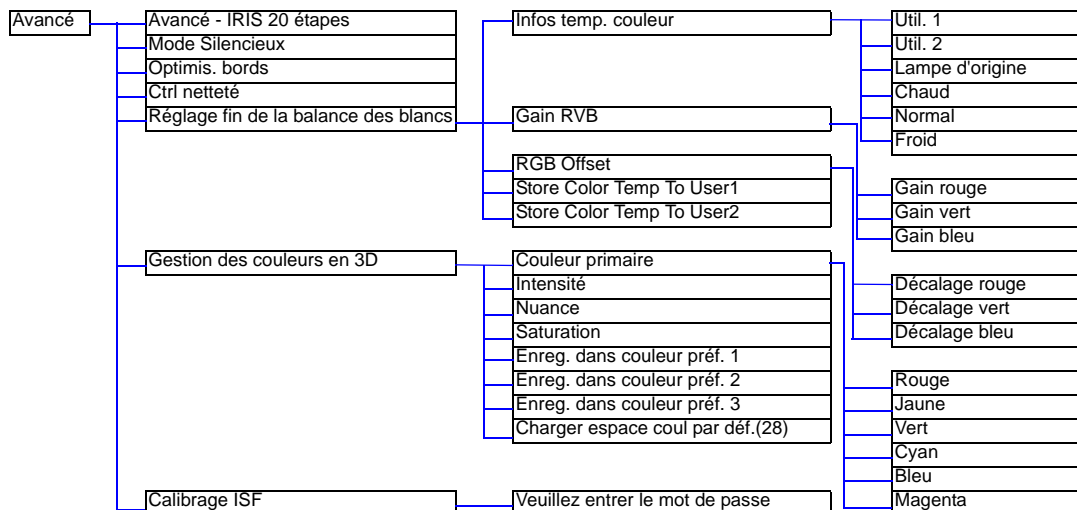 Avancé
Avancé - IRIS 20 étapes
Mode Silencieux
Optimis. bords
Ctrl netteté
Réglage fin de la balance des blancs
Infos temp. couleur
Util. 1
Util. 2
Lampe d'origine
Chaud
Normal
Froid
Gain RVB
Gain rouge
Gain vert
Gain bleu
RGB Offset
Décalage rouge
Décalage vert
Décalage bleu
Store Color Temp To User1
Store Color Temp To User2
Gestion des couleurs en 3D
Couleur primaire
Rouge
Jaune
Vert
Cyan
Bleu
Magenta
Intensité
Nuance
Saturation
Enreg. dans couleur préf. 1
Enreg. dans couleur préf. 2
Enreg. dans couleur préf. 3
Charger espace coul par déf.(28)
Calibrage ISF
Veuillez entrer le mot de passe